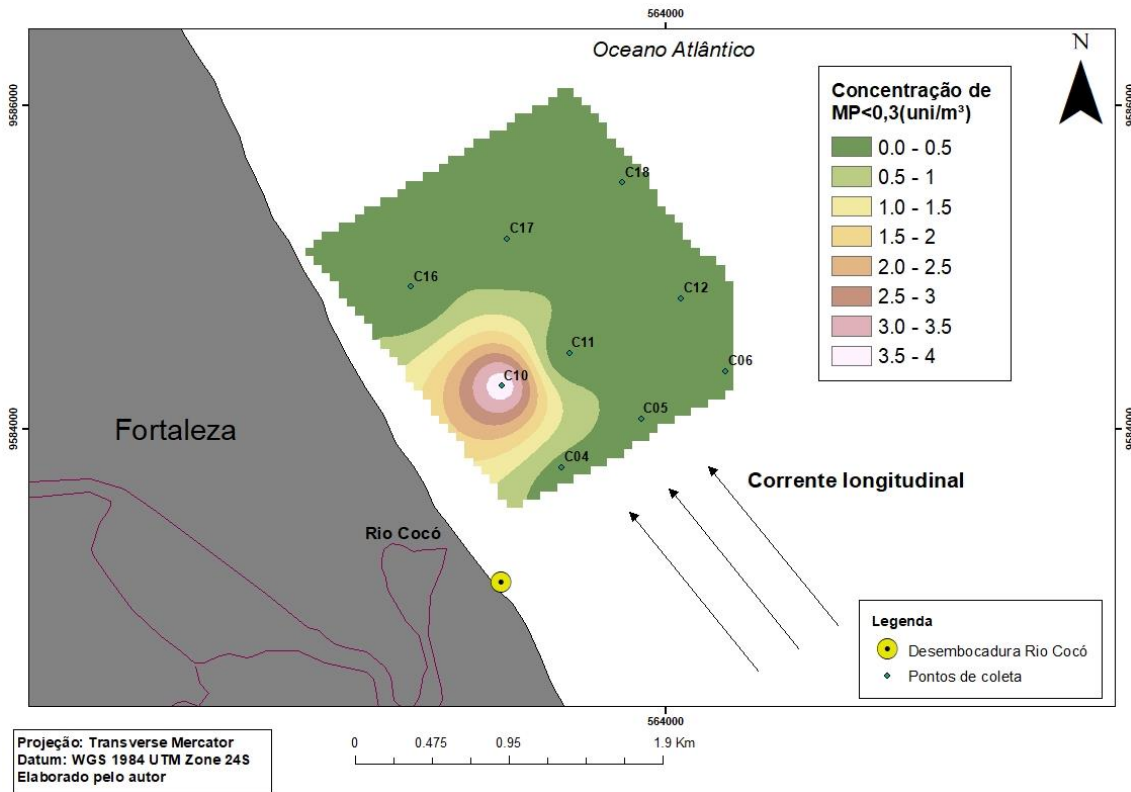 564000
Oceano Atlântico
N
9586000
9586000
Concentração de
MP<0,3(uni/m³)
0.0 - 0.5
0.5 - 1
1.0 - 1.5
1.5 - 2
2.0 - 2.5
2.5 - 3
3.0 - 3.5
3.5 - 4
C18
C17
C16
C12
C11
C06
C10
C05
C04
9584000
9584000
Fortaleza
Corrente longitudinal
Rio Cocó
Legenda
Desembocadura Rio Cocó
Pontos de coleta
564000
Projeção: Transverse Mercator
Datum: WGS 1984 UTM Zone 24S
Elaborado pelo autor
0 0.475 0.95 1.9 Km